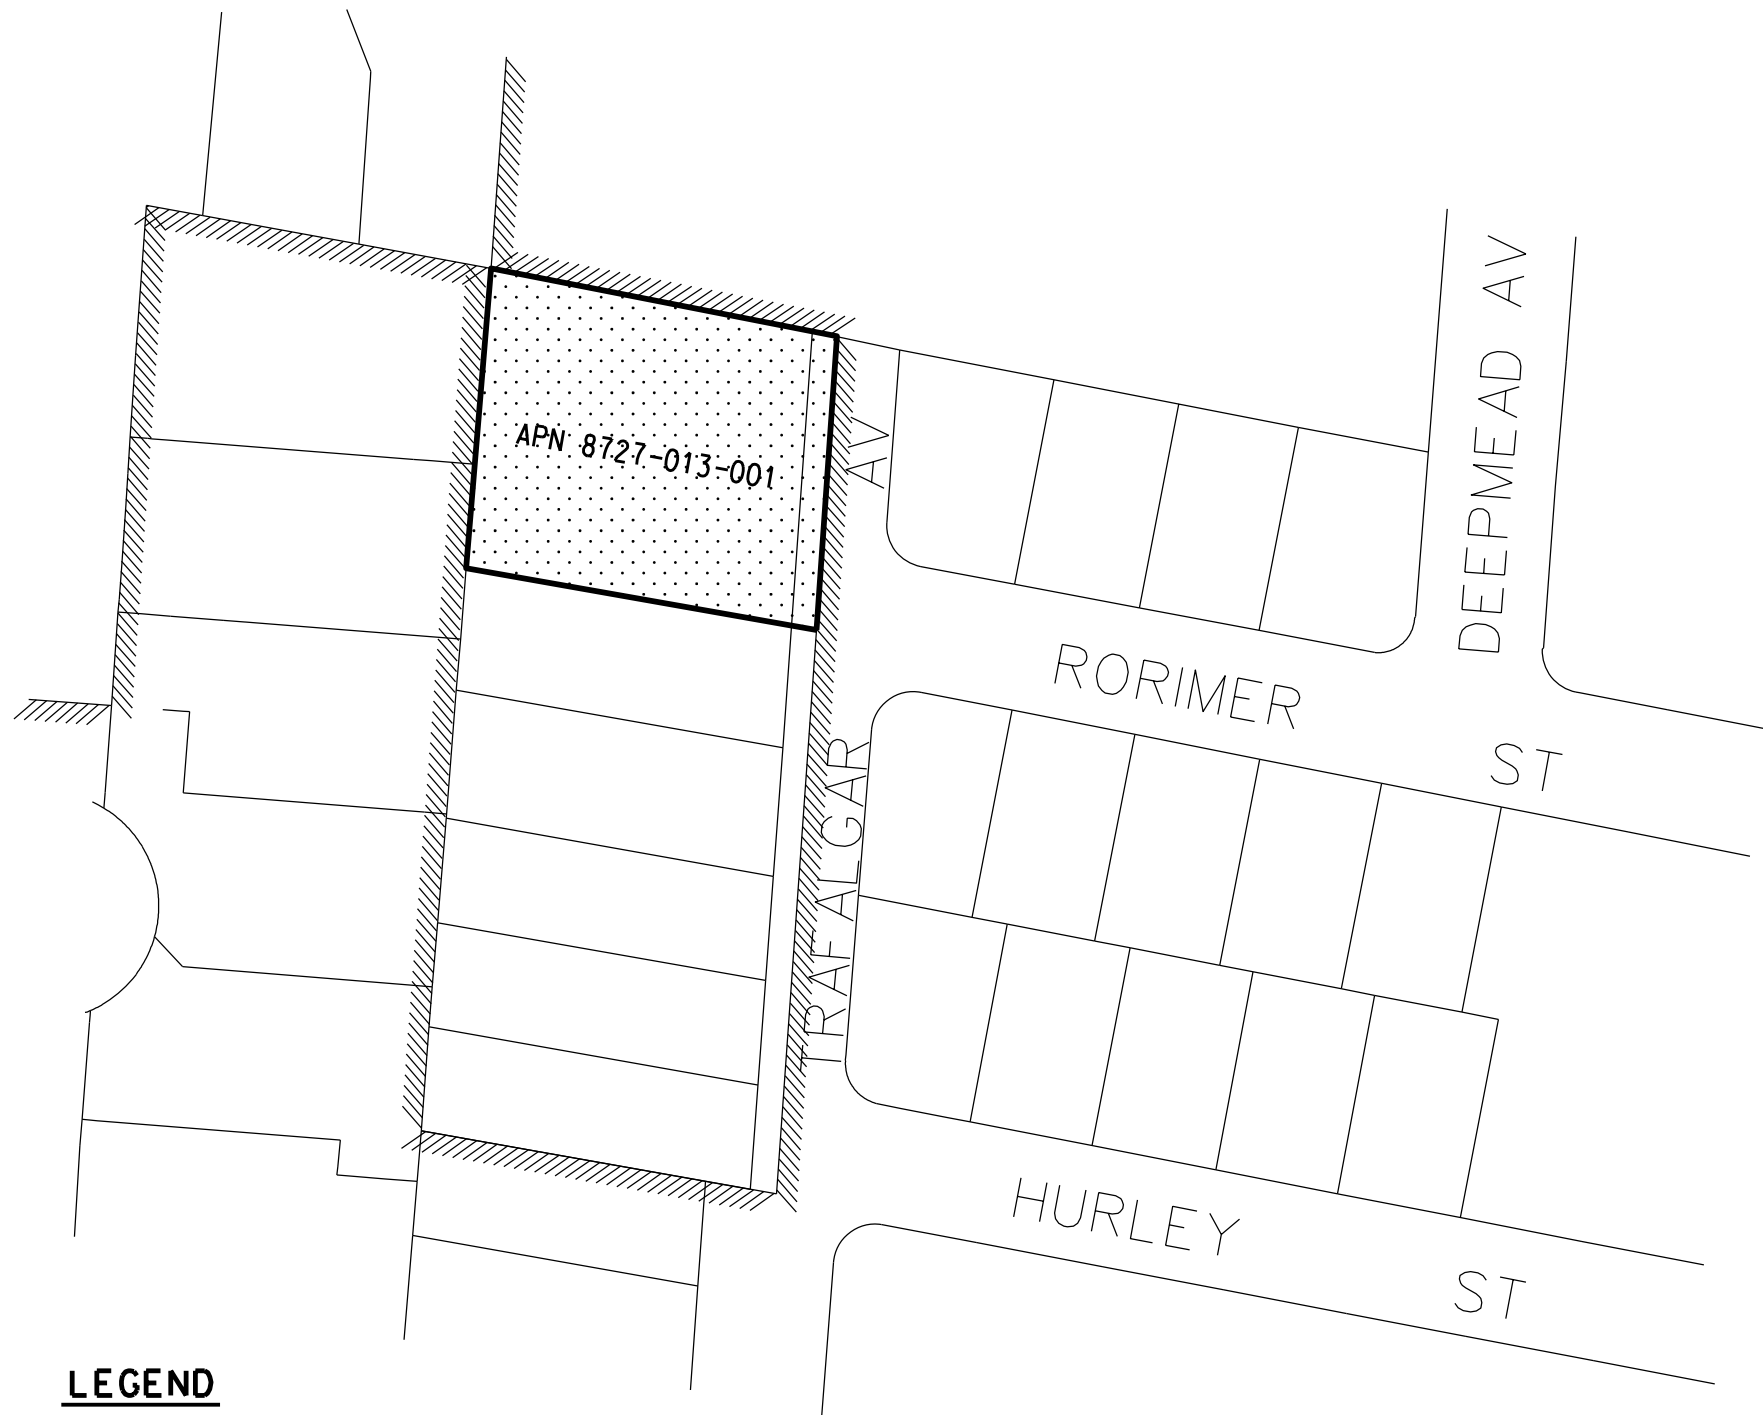 DEEPMEAD AV
APN 8727-013-001
TRAFALGAR AV
RORIMER ST
HURLEY ST
LEGEND